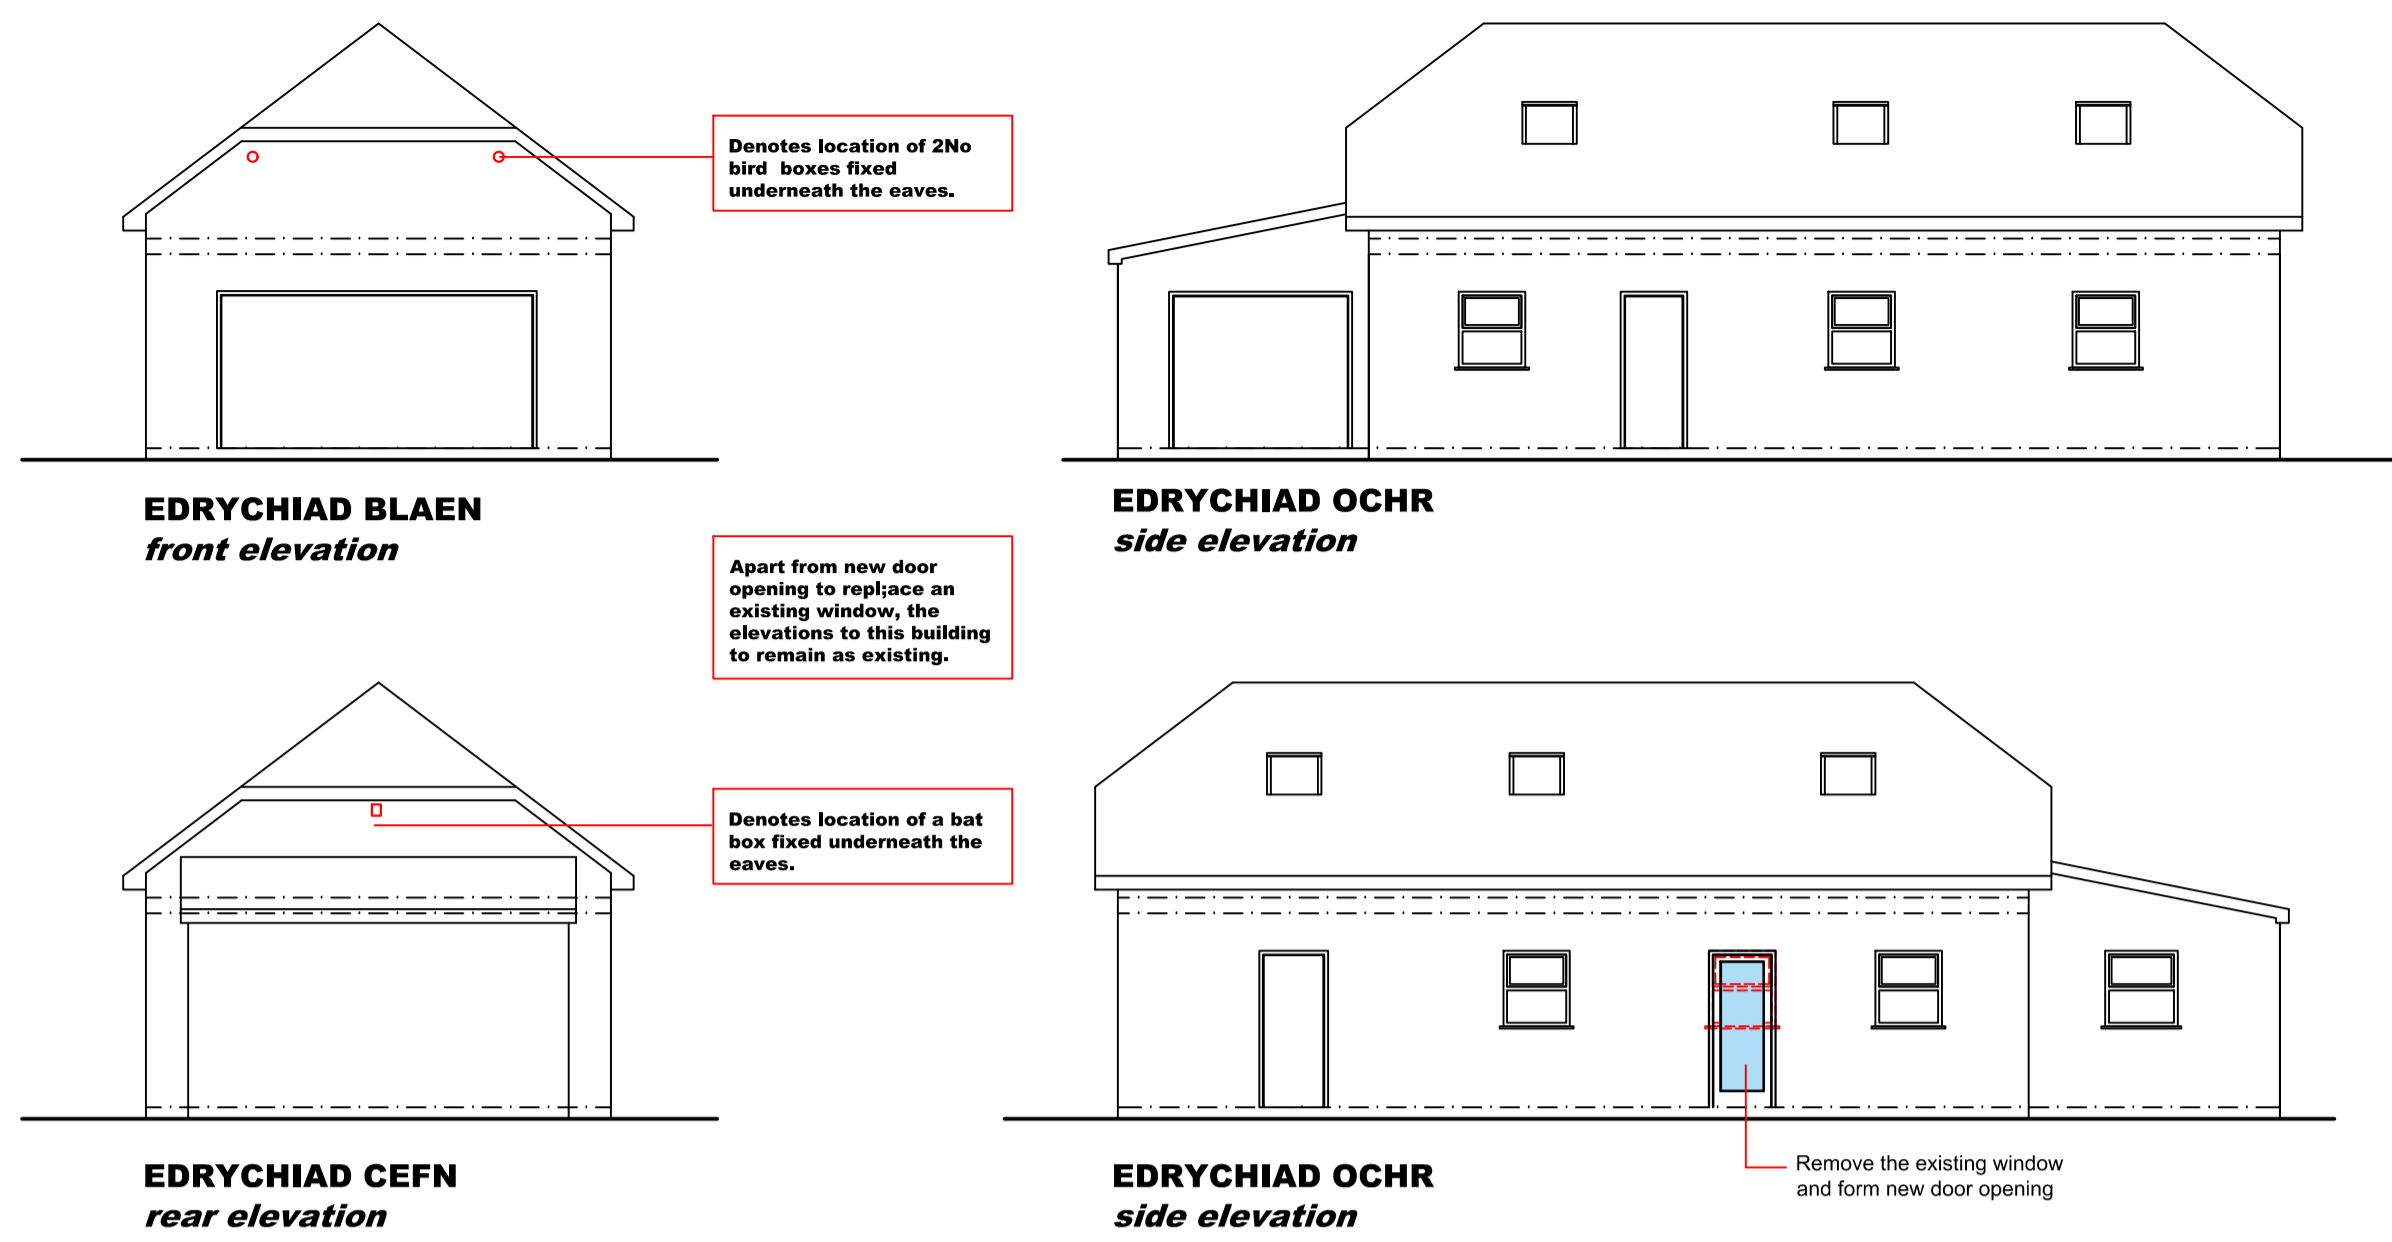 Denotes location of 2No
bird boxes fixed
underneath the eaves.
EDRYCHIAD BLAEN
front elevation
EDRYCHIAD OCHR
side elevation
Apart from new door
opening to repl;ace an
existing window, the
elevations to this building
to remain as existing.
Denotes location of a bat
box fixed underneath the
eaves.
EDRYCHIAD CEFN
rear elevation
EDRYCHIAD OCHR
side elevation
Remove the existing window
and form new door opening